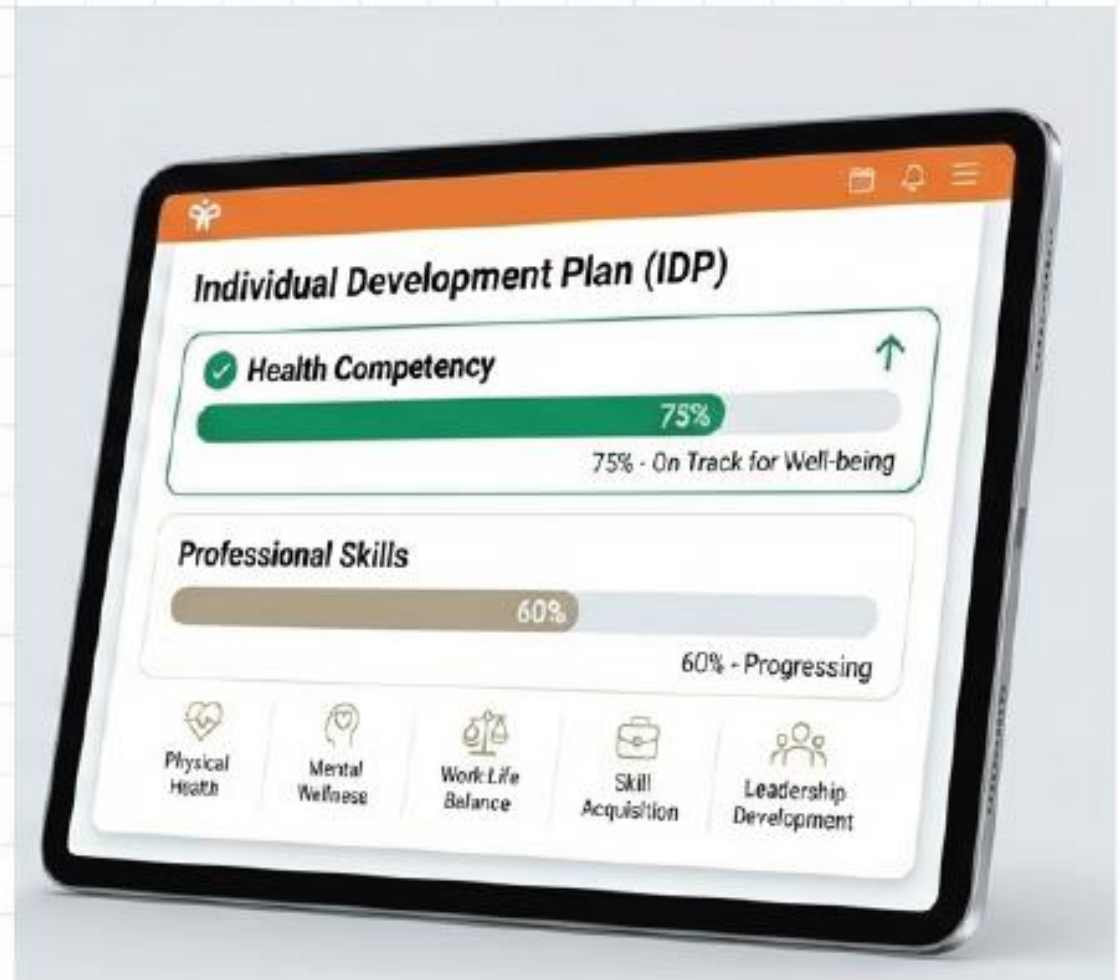 Individual Development Plan (IDP)
Health Competency
75%
75% - On Track for Well-being
Professional Skills
60%
60% - Progressing
Physical
Health
Mental
Wellness
Work Life
Balance
Skill
Acquisition
Leadership
Development